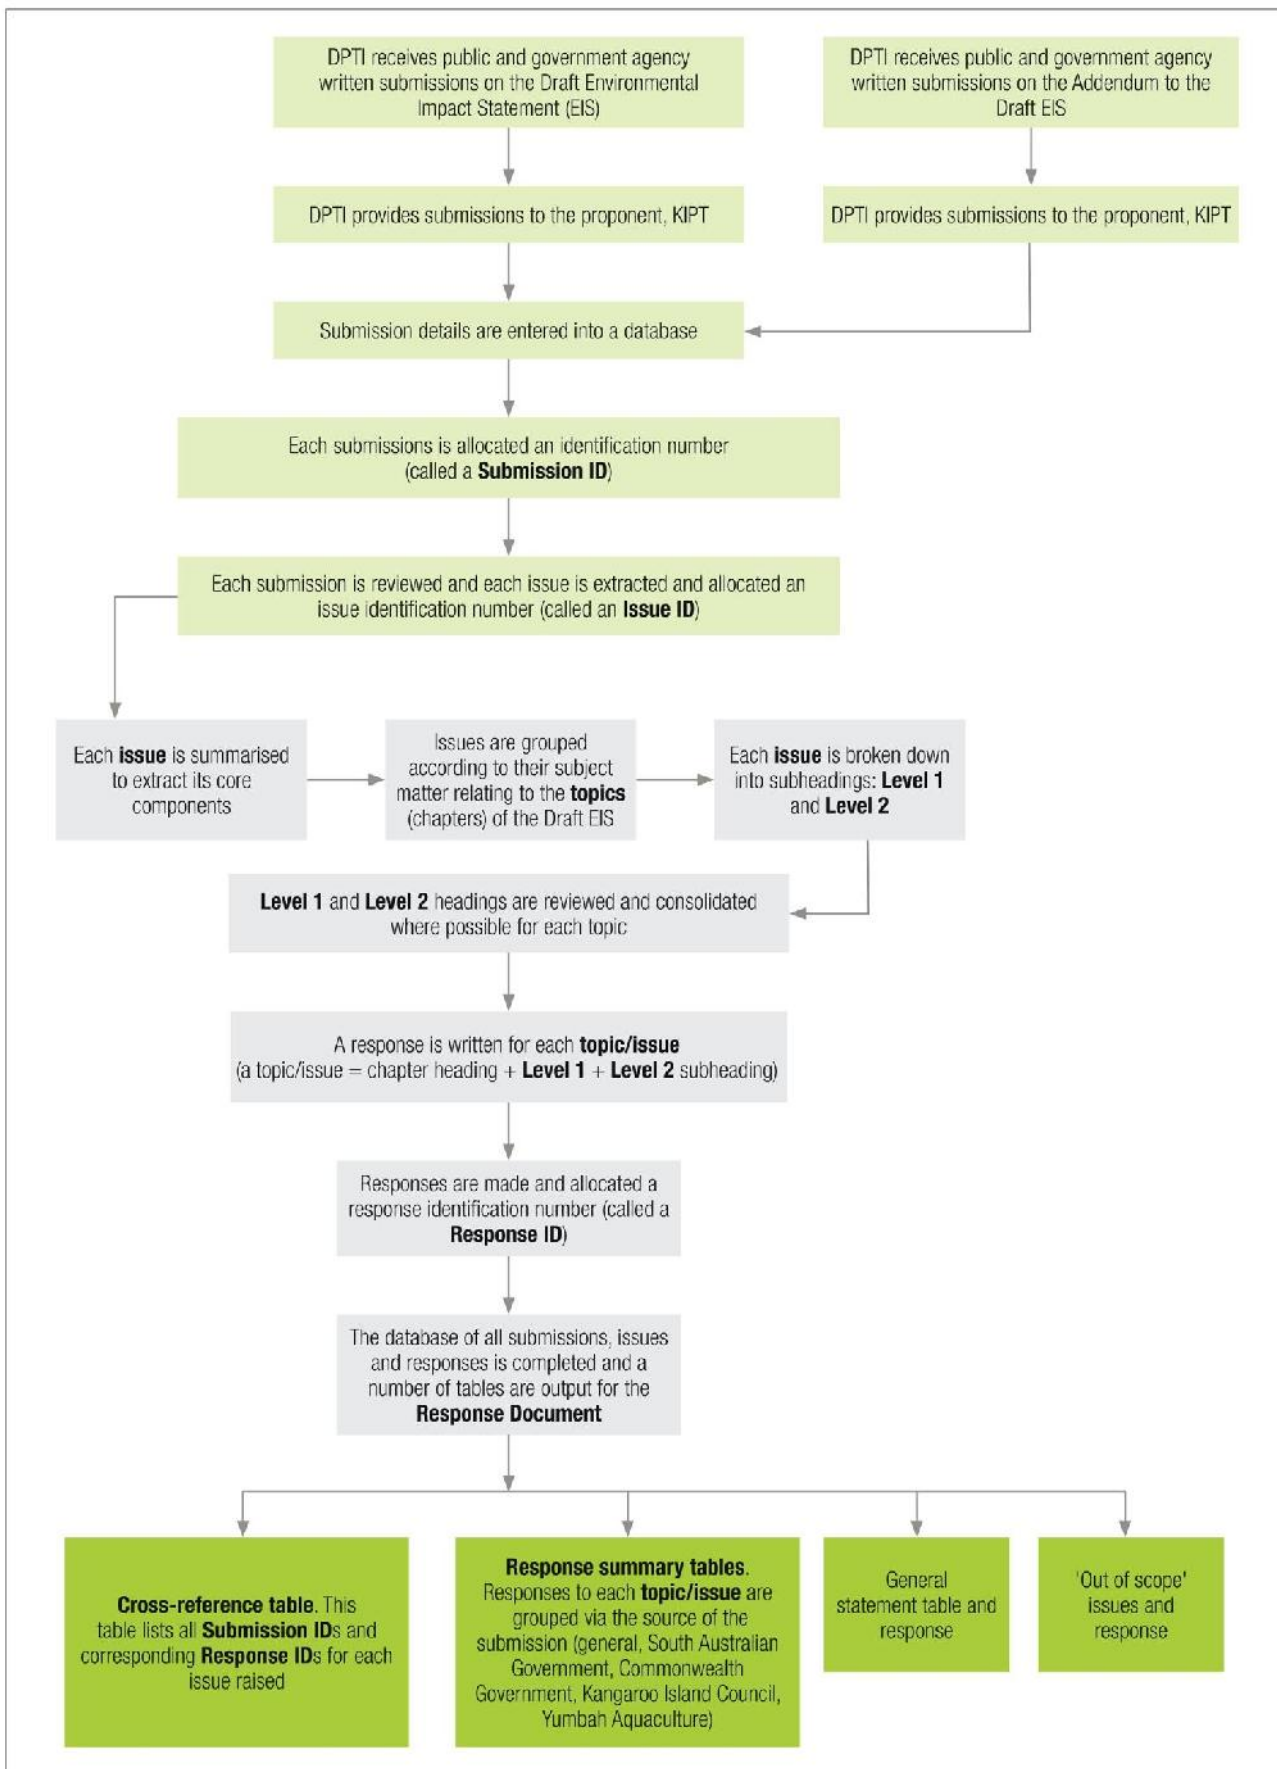 DPTI receives public and government agency
written submissions on the Draft Environmental
Impact Statement (EIS)
DPTI receives public and government agency
written submissions on the Addendum to the
Draft EIS
DPTI provides submissions to the proponent, KIPT
DPTI provides submissions to the proponent, KIPT
Submission details are entered into a database
Each submissions is allocated an identification number
(called a Submission ID)
Each submission is reviewed and each issue is extracted and allocated an
issue identification number (called an Issue ID)
Each issue is summarised
to extract its core
components
Issues are grouped
according to their subject
matter relating to the topics
(chapters) of the Draft EIS
Each issue is broken down
into subheadings: Level 1
and Level 2
Level 1 and Level 2 headings are reviewed and consolidated
where possible for each topic
A response is written for each topic/issue
(a topic/issue = chapter heading + Level 1 + Level 2 subheading)
Responses are made and allocated a
response identification number (called a
Response ID)
The database of all submissions, issues
and responses is completed and a
number of tables are output for the
Response Document
Cross-reference table. This
table lists all Submission IDs and
corresponding Response IDs for each
issue raised
Response summary tables.
Responses to each topic/issue are
grouped via the source of the
submission (general, South Australian
Government, Commonwealth
Government, Kangaroo Island Council,
Yumbah Aquaculture)
General
statement table and
response
'Out of scope'
issues and
response